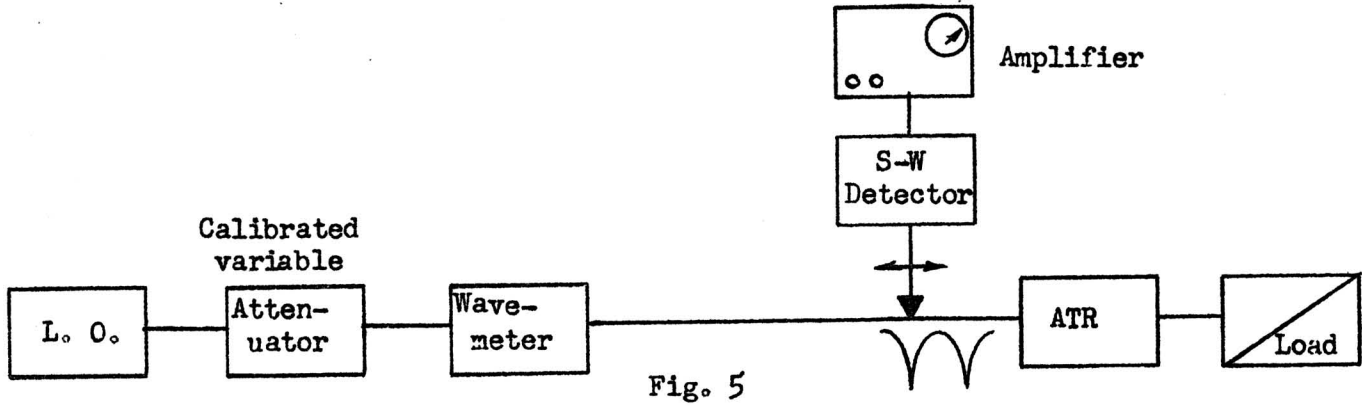 Amplifier
S-W
Detector
Calibrated
variable
L. O.
Atten-
uator
Wave-
meter
ATR
Load
Fig. 5